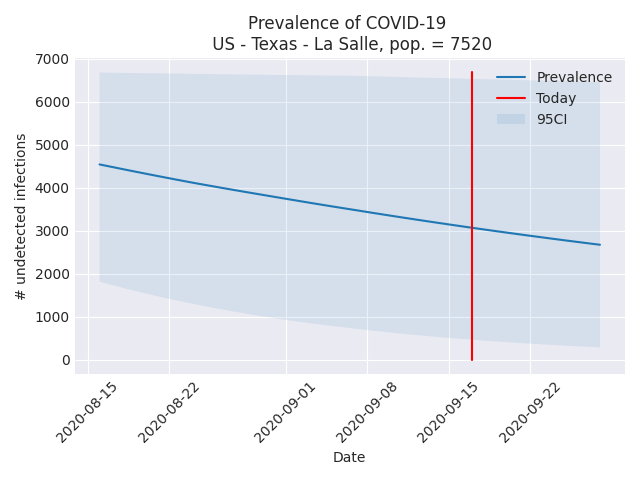 Prevalence of COVID-19
US - Texas - La Salle, pop. = 7520
7000
6000
5000
4000
3000
2000
1000
0
# undetected infections
Prevalence
Today
95CI
2020-08-15
2020-08-22
2020-09-01
2020-09-08
2020-09-15
2020-09-22
Date